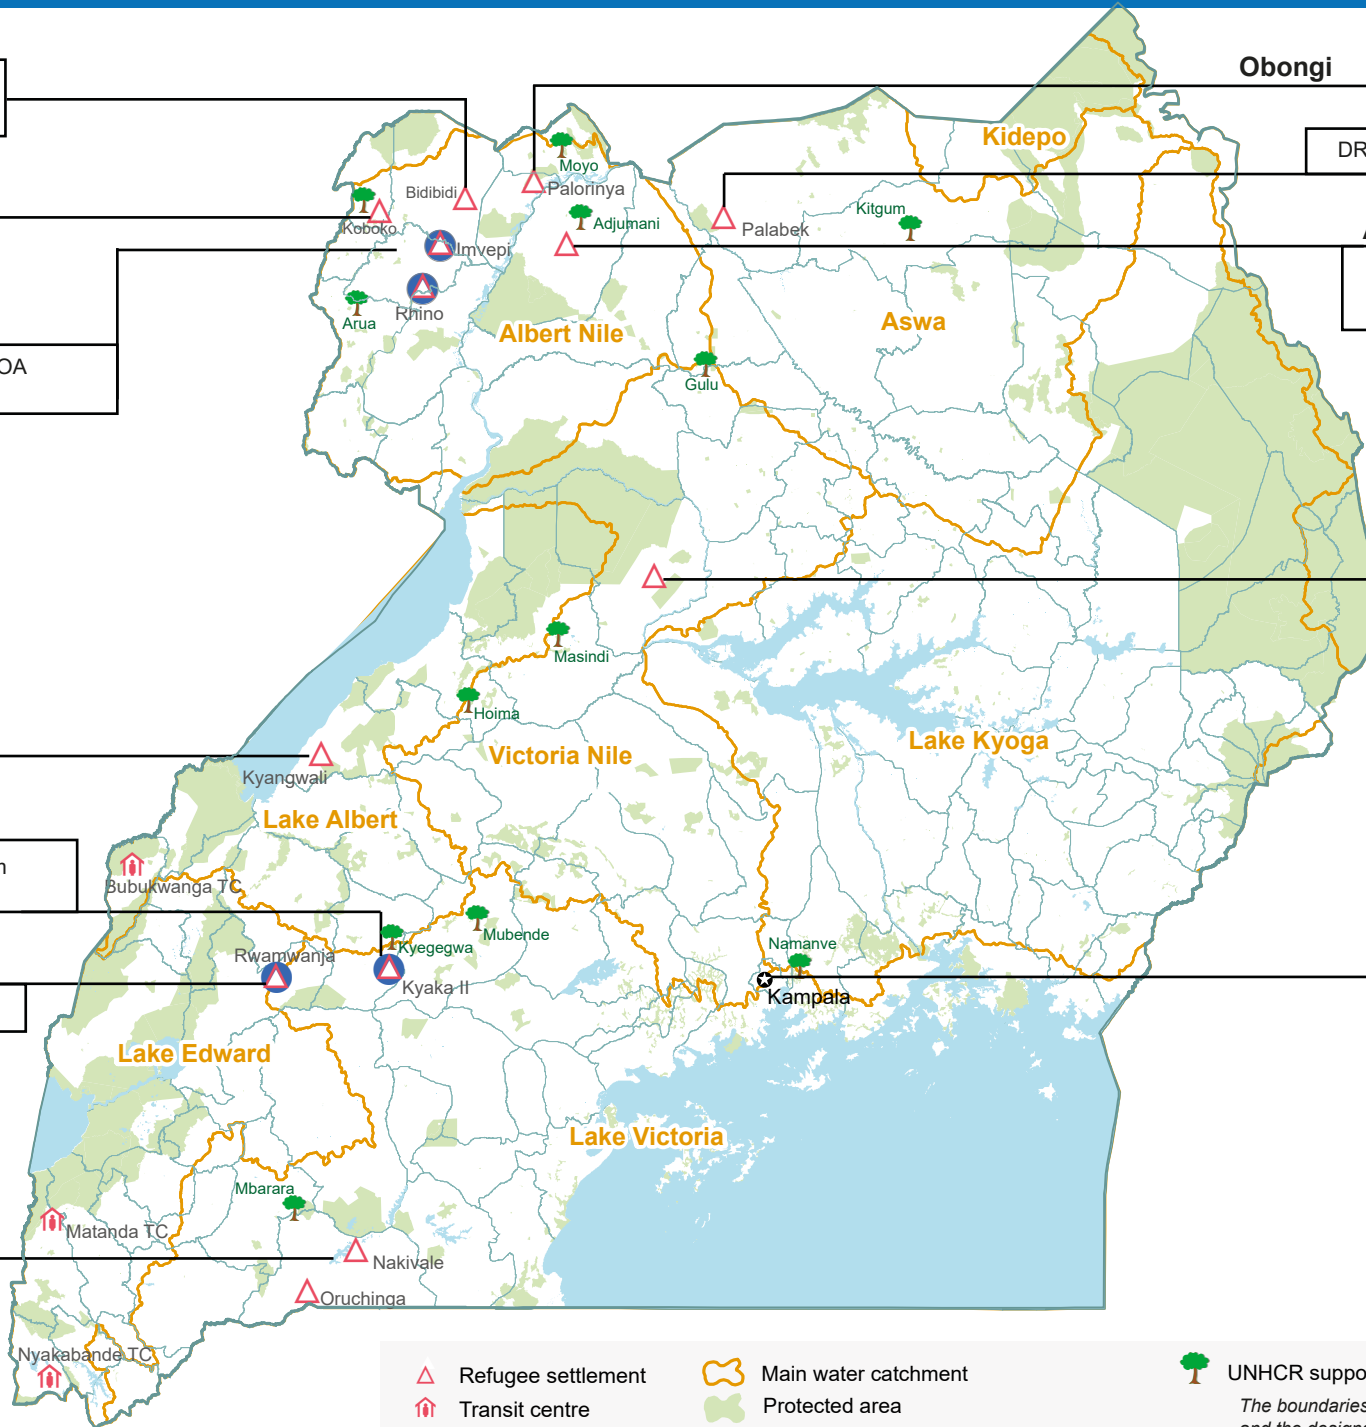 Obongi
Kidepo
DR
Moyo
Bidibidi
Palorinya
Koboko
Adjumani
Palabek
Kitgum
Imvepi
Rhino
Arua
Albert Nile
Aswa
OA
Gulu
Masindi
Hoima
Victoria Nile
Lake Kyoga
Kyangwali
Lake Albert
Bubukwanga TC
Mubende
Kyegegwa
Namanve
Rwamwanja
Kyaka II
Kampala
Lake Edward
Lake Victoria
Mbarara
Matanda TC
Nakivale
Oruchinga
Nyakabande TC
Refugee settlement
Main water catchment
UNHCR suppo
Transit centre
Protected area
The boundaries